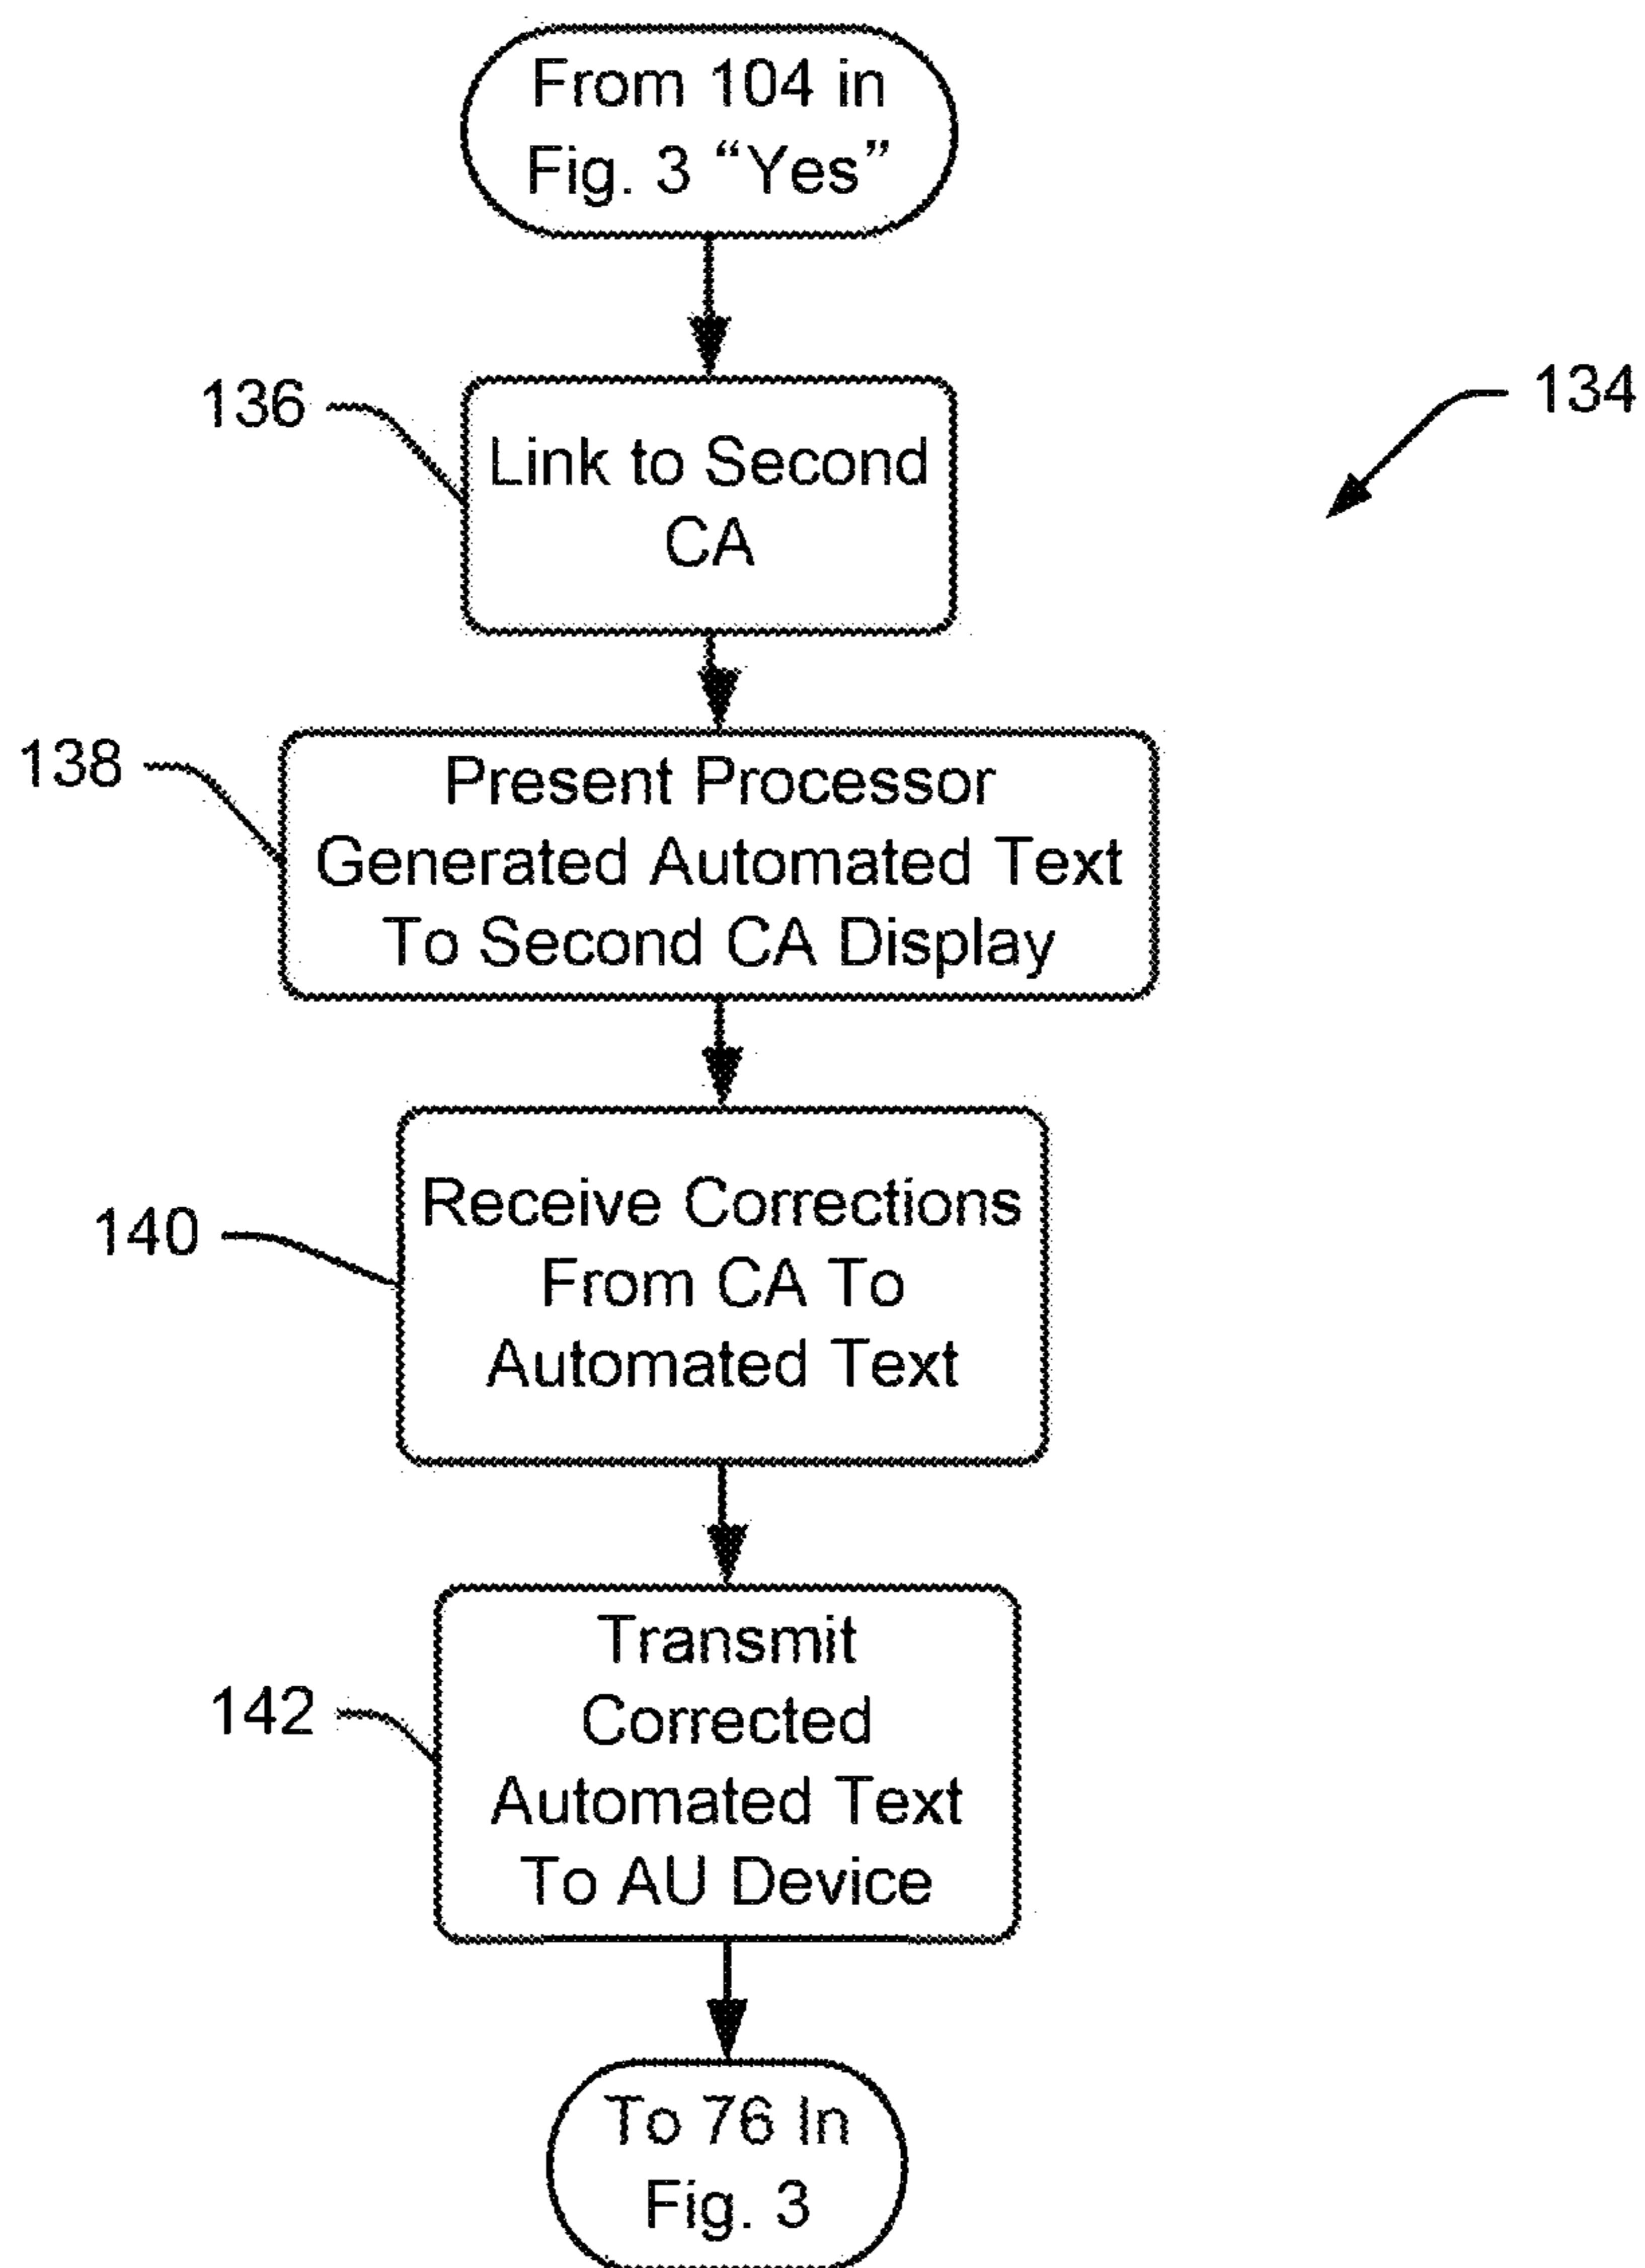 From 104 in
Fig. 3 “Yes”
134
136
Link to Second
CA
138
Present Processor
Generated Automated Text
To Second CA Display
140
Receive Corrections
From CA To
Automated Text
142
Transmit
Corrected
Automated Text
To AU Device
To 76 In
Fig. 3